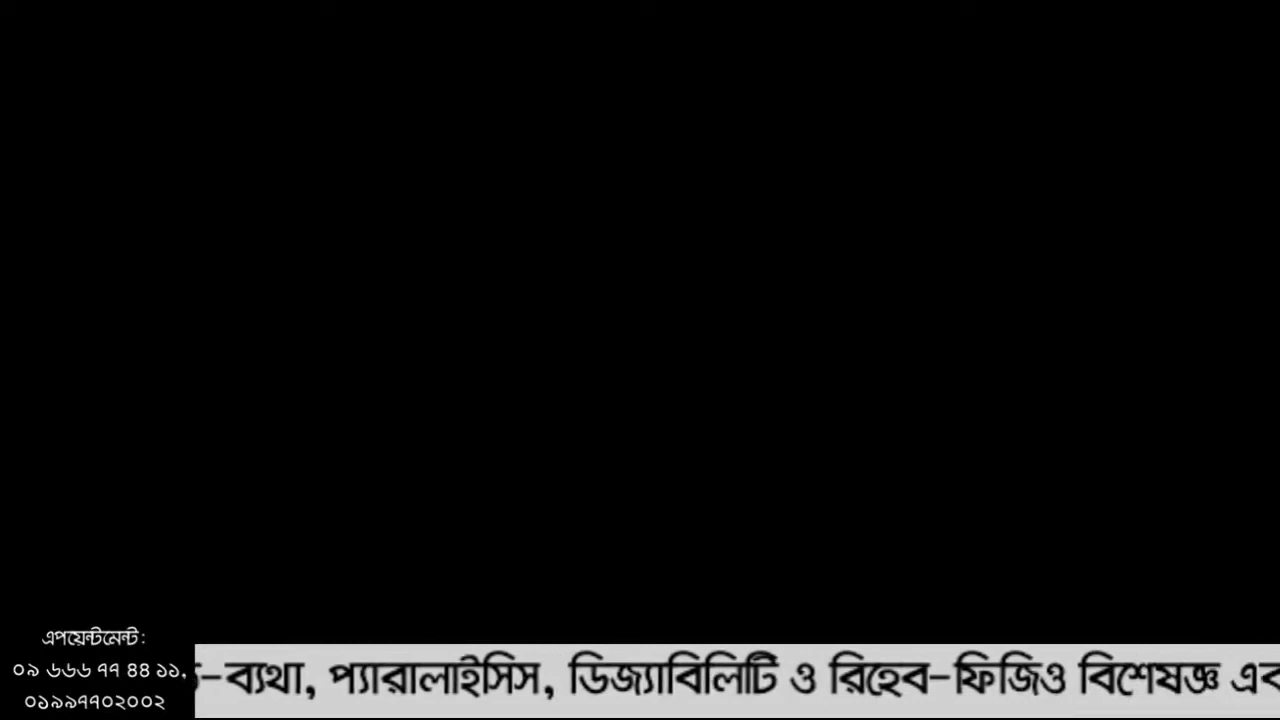 এপয়েন্টমেন্ট:
০৯ ৬৬৬ ৭৭ ৪৪ ১১,
০১৯৯৭৭০২০০২
-ব্যথা, প্যারালাইসিস, ডিজ্যাবিলিটি ও রিহেব-ফিজিও বিশেষজ্ঞ